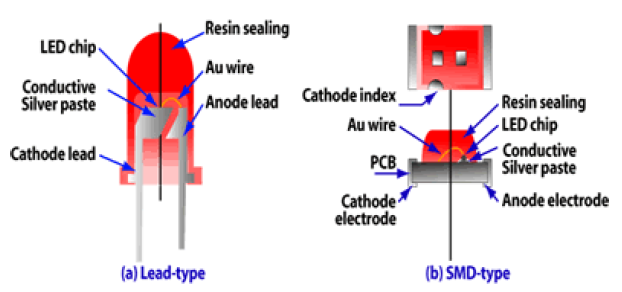 Resin sealing
LED chip
Au wire
Conductive
Silver paste
Anode lead
Cathode lead
(a) Lead-type
Cathode index
Resin sealing
Au wire
LED chip
PCB
Conductive
Silver paste
Cathode
electrode
Anode electrode
(b) SMD-type